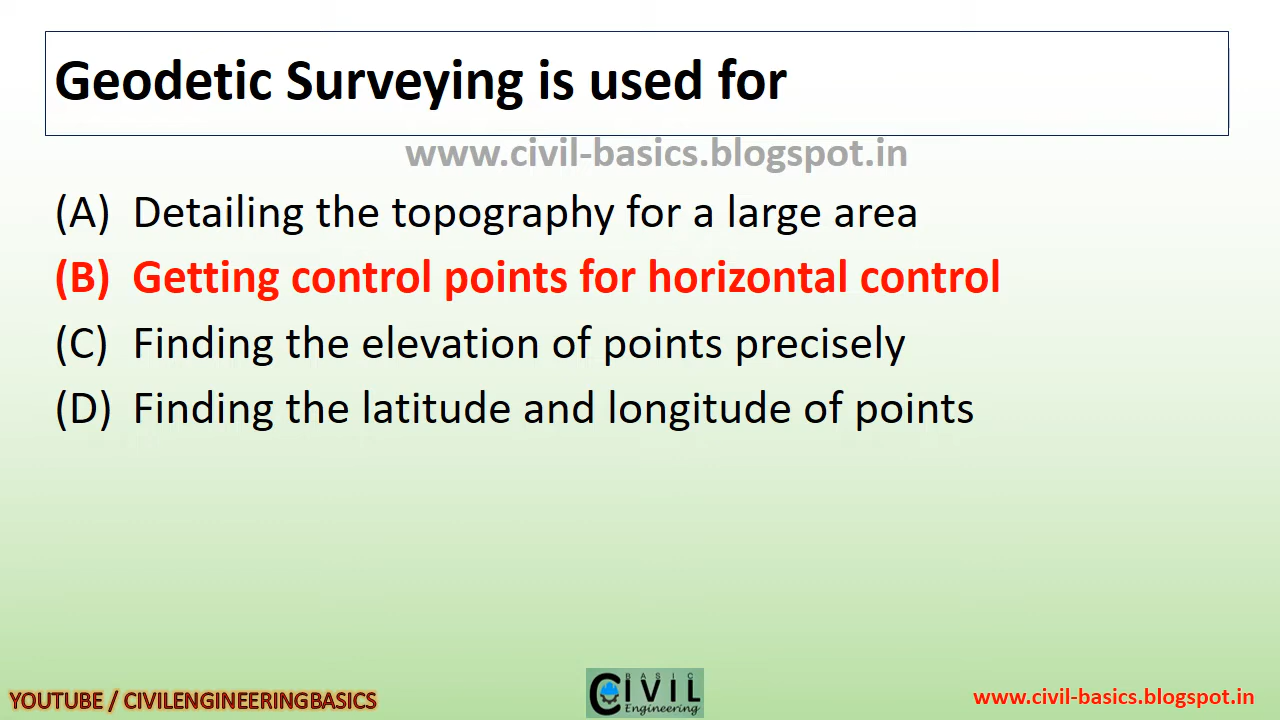 Geodetic Surveying is used for
www.civil-basics.blogspot.in
(A) Detailing the topography for a large area
(B) Getting control points for horizontal control
(C) Finding the elevation of points precisely
(D) Finding the latitude and longitude of points
YOUTUBE / CIVILENGINEERINGBASICS
BASIC
CIVIL
Engineering
www.civil-basics.blogspot.in